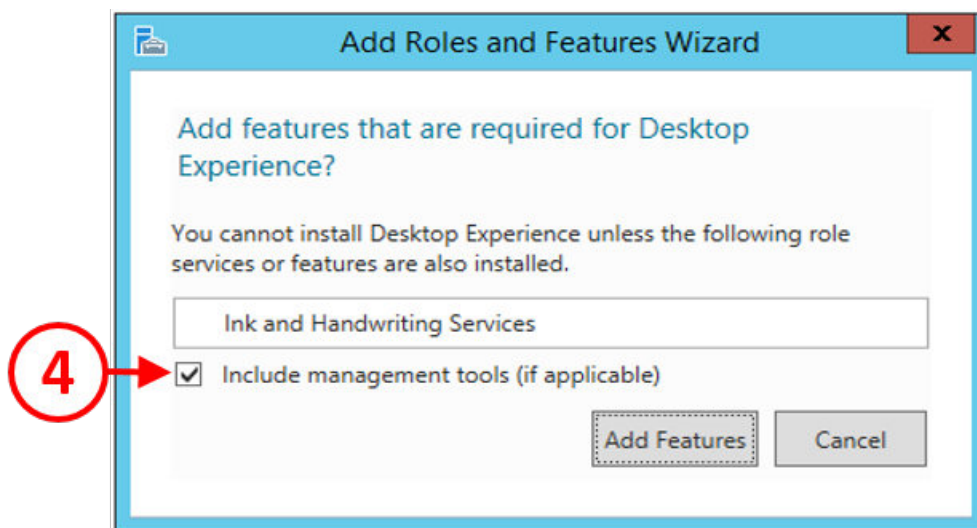 Add Roles and Features Wizard
x
Add features that are required for Desktop
Experience?
You cannot install Desktop Experience unless the following role
services or features are also installed.
Ink and Handwriting Services
4
Include management tools (if applicable)
Add Features
Cancel